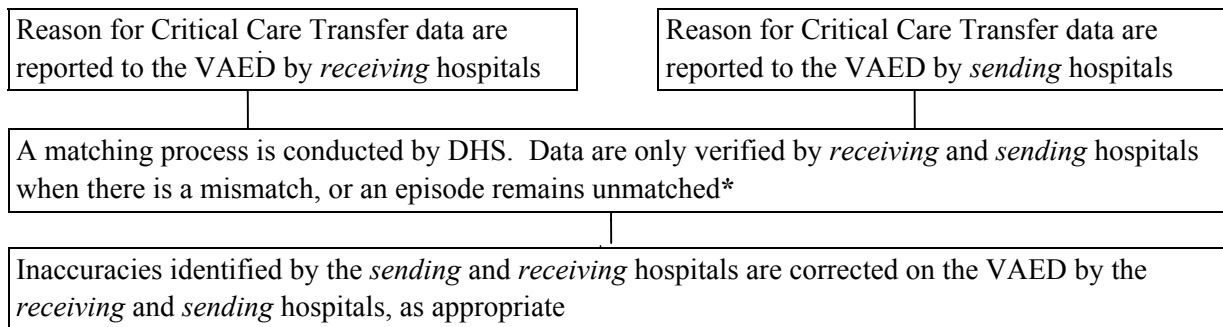 Reason for Critical Care Transfer data are
reported to the VAED by receiving hospitals
Reason for Critical Care Transfer data are
reported to the VAED by sending hospitals
A matching process is conducted by DHS. Data are only verified by receiving and sending hospitals
when there is a mismatch, or an episode remains unmatched*
Inaccuracies identified by the sending and receiving hospitals are corrected on the VAED by the
receiving and sending hospitals, as appropriate